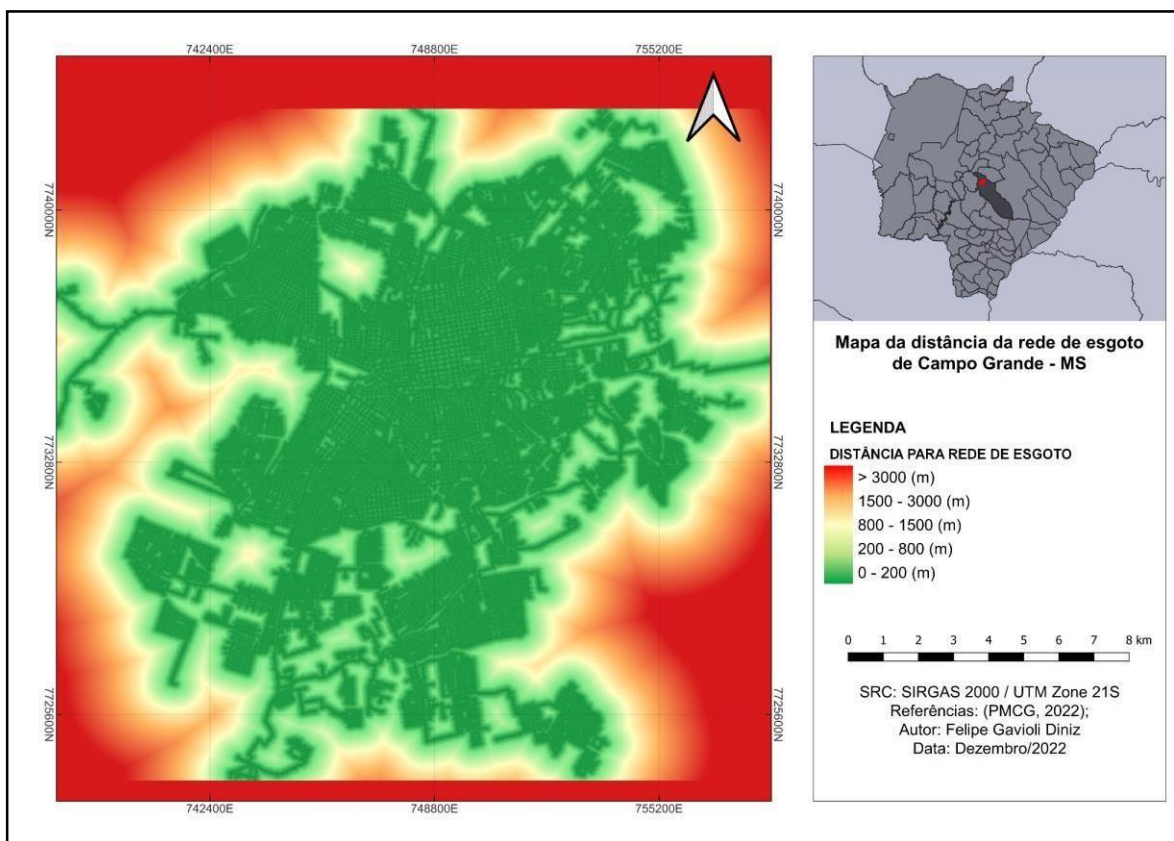 742400E
748800E
755200E
7740000N
7740000N
7732800N
7732800N
7725600N
7725600N
742400E
748800E
755200E
Mapa da distância da rede de esgoto
de Campo Grande - MS
LEGENDA
DISTÂNCIA PARA REDE DE ESGOTO
> 3000 (m)
1500 - 3000 (m)
800 - 1500 (m)
200 - 800 (m)
0 - 200 (m)
0 1 2 3 4 5 6 7 8 km
SRC: SIRGAS 2000 / UTM Zone 21S
Referências: (PMCG, 2022);
Autor: Felipe Gavioli Diniz
Data: Dezembro/2022